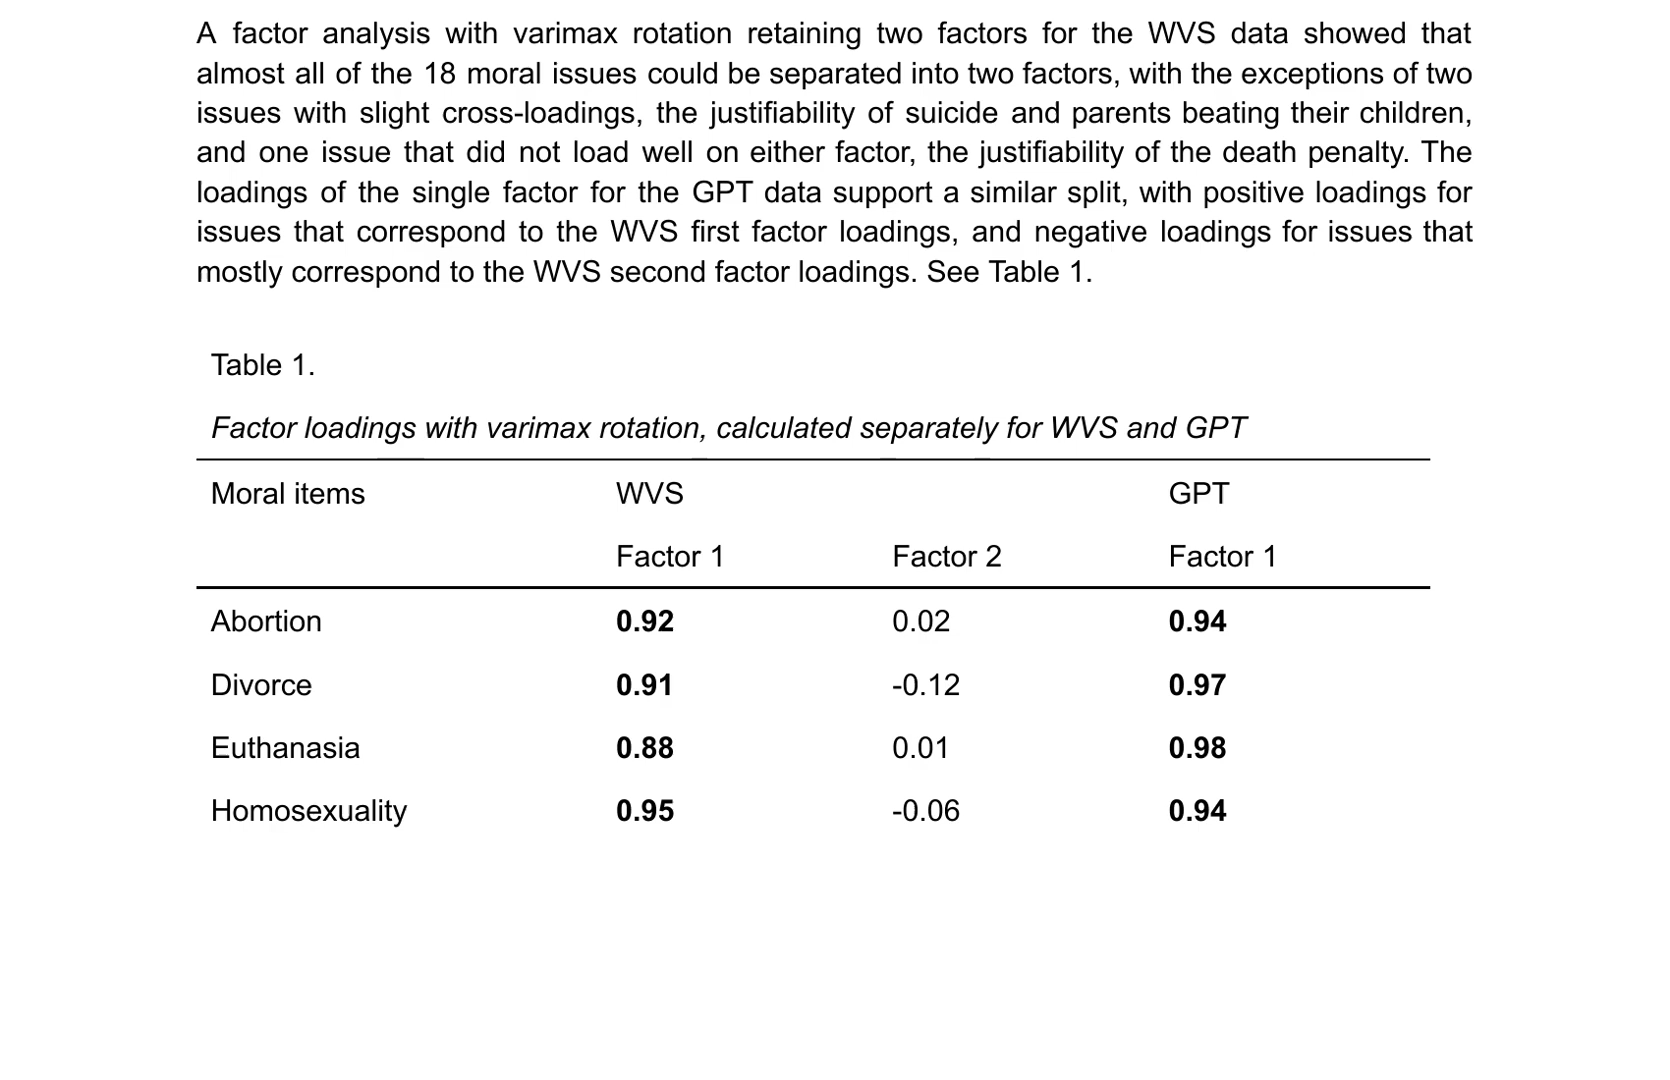 A factor analysis with varimax rotation retaining two factors for the WVS data showed that
almost all of the 18 moral issues could be separated into two factors, with the exceptions of two
issues with slight cross-loadings, the justifiability of suicide and parents beating their children,
and one issue that did not load well on either factor, the justifiability of the death penalty. The
loadings of the single factor for the GPT data support a similar split, with positive loadings for
issues that correspond to the WVS first factor loadings, and negative loadings for issues that
mostly correspond to the WVS second factor loadings. See Table 1.
Table 1.
Factor loadings with varimax rotation, calculated separately for WVS and GPT
Moral items WVS GPT
Factor 1 Factor 2 Factor 1
Abortion 0.92 0.02 0.94
Divorce 0.91 -0.12 0.97
Euthanasia 0.88 0.01 0.98
Homosexuality 0.95 -0.06 0.94